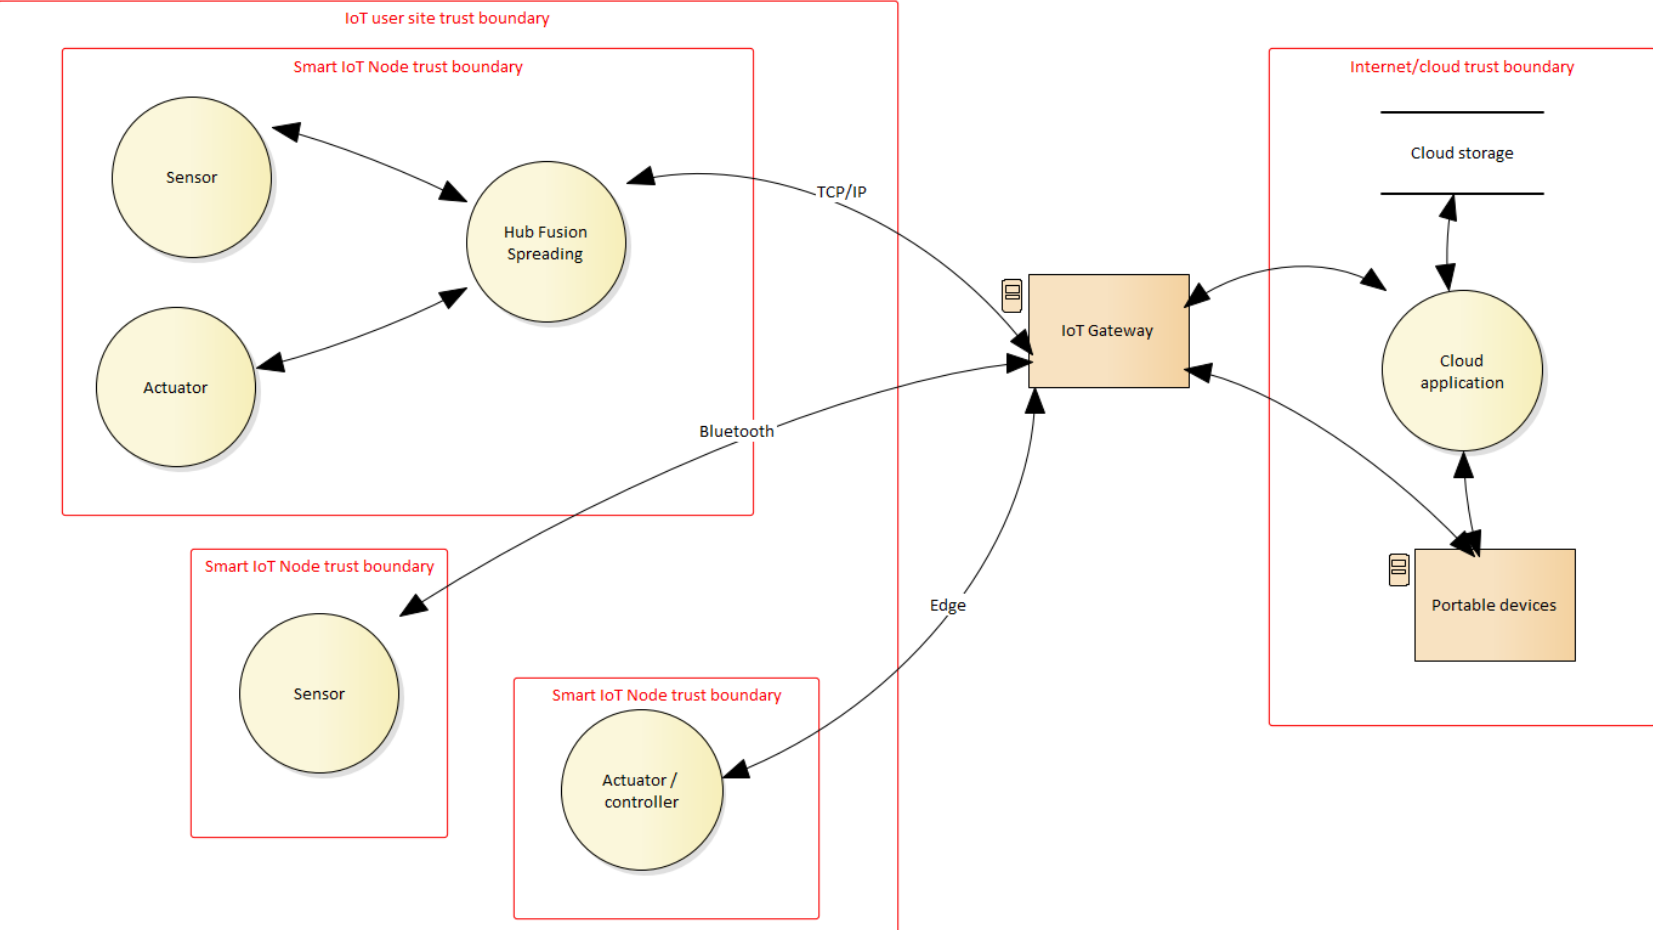 IoT user site trust boundary
Smart IoT Node trust boundary
Internet/cloud trust boundary
Sensor
Hub Fusion
Spreading
Actuator
TCP/IP
Cloud storage
IoT Gateway
Cloud
application
Bluetooth
Smart IoT Node trust boundary
Sensor
Edge
Portable devices
Smart IoT Node trust boundary
Actuator /
controller